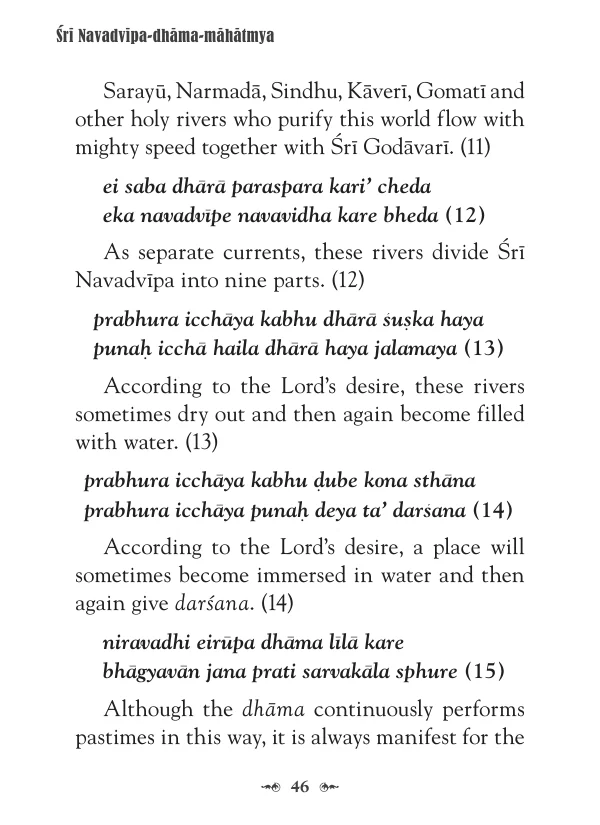 Śrī Navadvīpa-dhāma-māhātmya
Sarayū, Narmadā, Sindhu, Kāverī, Gomatī and
other holy rivers who purify this world flow with
mighty speed together with Śrī Godāvarī. (11)
ei saba dhārā paraspara kari’ cheda
eka navadvīpe navavidha kare bheda (12)
As separate currents, these rivers divide Śrī
Navadvīpa into nine parts. (12)
prabhura icchāya kabhu dhārā śuṣka haya
punaḥ icchā haila dhārā haya jalamaya (13)
According to the Lord’s desire, these rivers
sometimes dry out and then again become filled
with water. (13)
prabhura icchāya kabhu ḍube kona sthāna
prabhura icchāya punaḥ deya ta’ darśana (14)
According to the Lord’s desire, a place will
sometimes become immersed in water and then
again give darśana. (14)
niravadhi eirūpa dhāma līlā kare
bhāgyavān jana prati sarvakāla sphure (15)
Although the dhāma continuously performs
pastimes in this way, it is always manifest for the
46